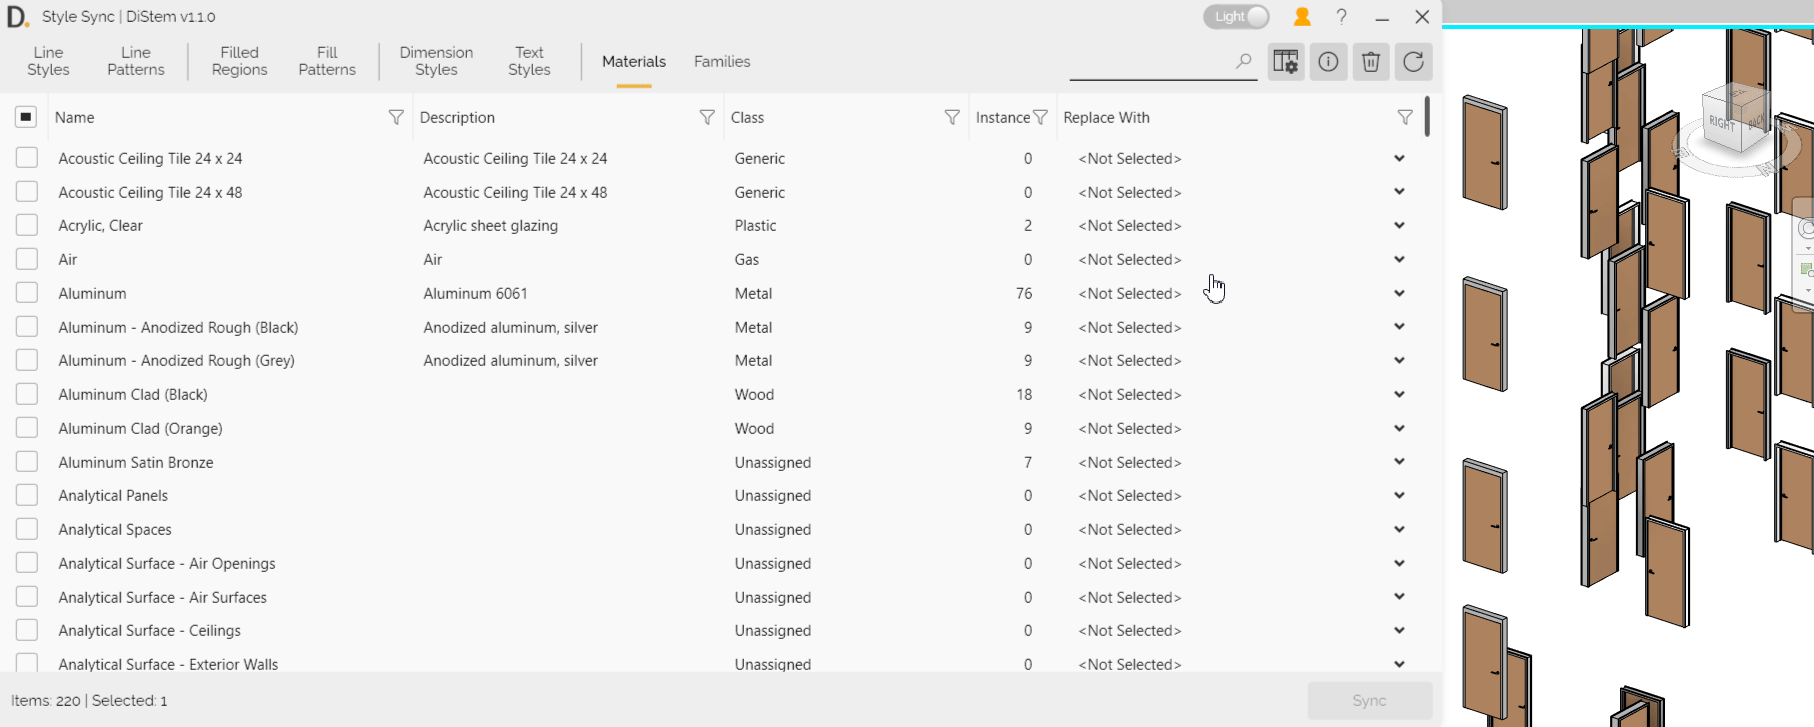 D. Style Sync | DiStem v1.1.0 Light ?
Line Styles
Line Patterns
Filled Regions
Fill Patterns
Dimension Styles
Text Styles
Materials
Families
Name Description Class Instance Replace With
Acoustic Ceiling Tile 24 x 24 Acoustic Ceiling Tile 24 x 24 Generic 0 <Not Selected>
Acoustic Ceiling Tile 24 x 48 Acoustic Ceiling Tile 24 x 48 Generic 0 <Not Selected>
Acrylic, Clear Acrylic sheet glazing Plastic 2 <Not Selected>
Air Air Gas 0 <Not Selected>
Aluminum Aluminum 6061 Metal 76 <Not Selected>
Aluminum - Anodized Rough (Black) Anodized aluminum, silver Metal 9 <Not Selected>
Aluminum - Anodized Rough (Grey) Anodized aluminum, silver Metal 9 <Not Selected>
Aluminum Clad (Black) Wood 18 <Not Selected>
Aluminum Clad (Orange) Wood 9 <Not Selected>
Aluminum Satin Bronze Unassigned 7 <Not Selected>
Analytical Panels Unassigned 0 <Not Selected>
Analytical Spaces Unassigned 0 <Not Selected>
Analytical Surface - Air Openings Unassigned 0 <Not Selected>
Analytical Surface - Air Surfaces Unassigned 0 <Not Selected>
Analytical Surface - Ceilings Unassigned 0 <Not Selected>
Analytical Surface - Exterior Walls Unassigned 0 <Not Selected>
Items: 220 | Selected: 1 Sync
RIGHT BACK